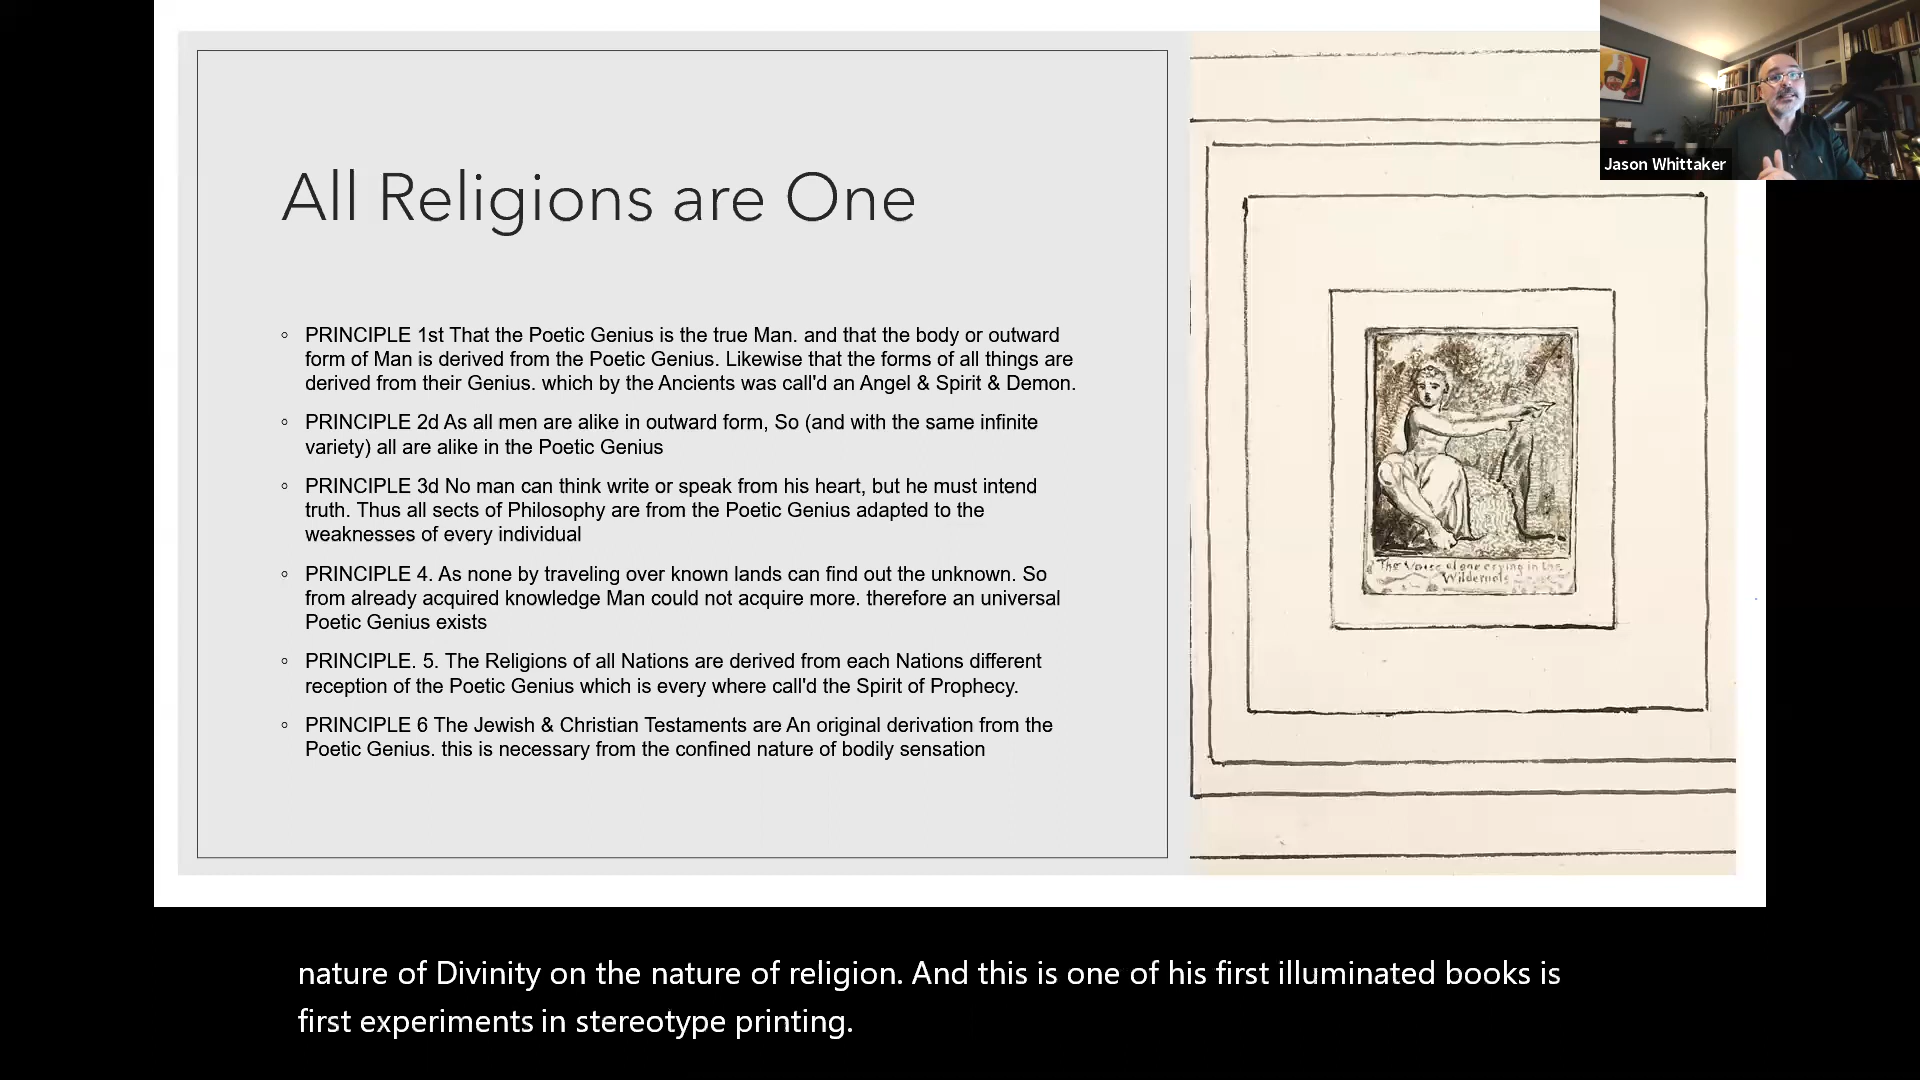 Jason Whittaker
All Religions are One
PRINCIPLE 1st That the Poetic Genius is the true Man. and that the body or outward
form of Man is derived from the Poetic Genius. Likewise that the forms of all things are
derived from their Genius. which by the Ancients was call'd an Angel & Spirit & Demon.
PRINCIPLE 2d As all men are alike in outward form, So (and with the same infinite
variety) all are alike in the Poetic Genius
PRINCIPLE 3d No man can think write or speak from his heart, but he must intend
truth. Thus all sects of Philosophy are from the Poetic Genius adapted to the
weaknesses of every individual
PRINCIPLE 4. As none by traveling over known lands can find out the unknown. So
from already acquired knowledge Man could not acquire more. therefore an universal
Poetic Genius exists
PRINCIPLE. 5. The Religions of all Nations are derived from each Nations different
reception of the Poetic Genius which is every where call'd the Spirit of Prophecy.
PRINCIPLE 6 The Jewish & Christian Testaments are An original derivation from the
Poetic Genius. this is necessary from the confined nature of bodily sensation
The Voice of one crying in the
Wilderness
nature of Divinity on the nature of religion. And this is one of his first illuminated books is
first experiments in stereotype printing.